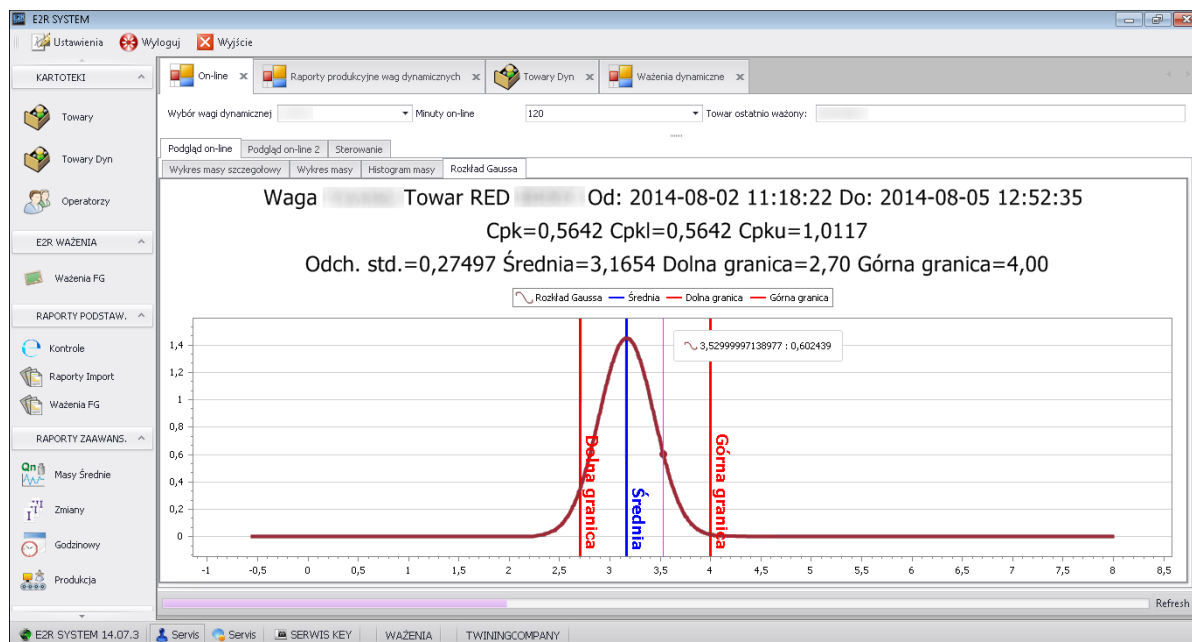 E2R SYSTEM
Ustawienia Wyloguj Wyjście
KARTOTEKI
Towary
Towary Dyn
Operatorzy
E2R WAŻENIA
Ważenia FG
RAPORTY PODSTAW.
Kontrole
Raporty Import
Ważenia FG
RAPORTY ZAAWANS.
Masy Średnie
Zmiany
Godzinowy
Produkcja
On-line Raporty produkcyjne wag dynamicznych Towary Dyn Ważenia dynamiczne
Wybór wagi dynamicznej Minuty on-line 120 Towar ostatnio ważony:
Podgląd on-line Podgląd on-line 2 Sterowanie
Wykres masy szczegołowy Wykres masy Histogram masy Rozkład Gaussa
Waga Towar RED Od: 2014-08-02 11:18:22 Do: 2014-08-05 12:52:35
Cpk=0,5642 Cpkl=0,5642 Cpku=1,0117
Odch. std.=0,27497 Średnia=3,1654 Dolna granica=2,70 Górna granica=4,00
Rozkład Gaussa Średnia Dolna granica Górna granica
3,52999997138977 : 0,602439
1,4
1,2
1
0,8
0,6
0,4
0,2
0
Dolna granica
Średnia
Górna granica
-1 -0,5 0 0,5 1 1,5 2 2,5 3 3,5 4 4,5 5 5,5 6 6,5 7 7,5 8 8,5
Refresh
E2R SYSTEM 14.07.3 Servis Servis SERWIS KEY WAŻENIA TWININGCOMPANY